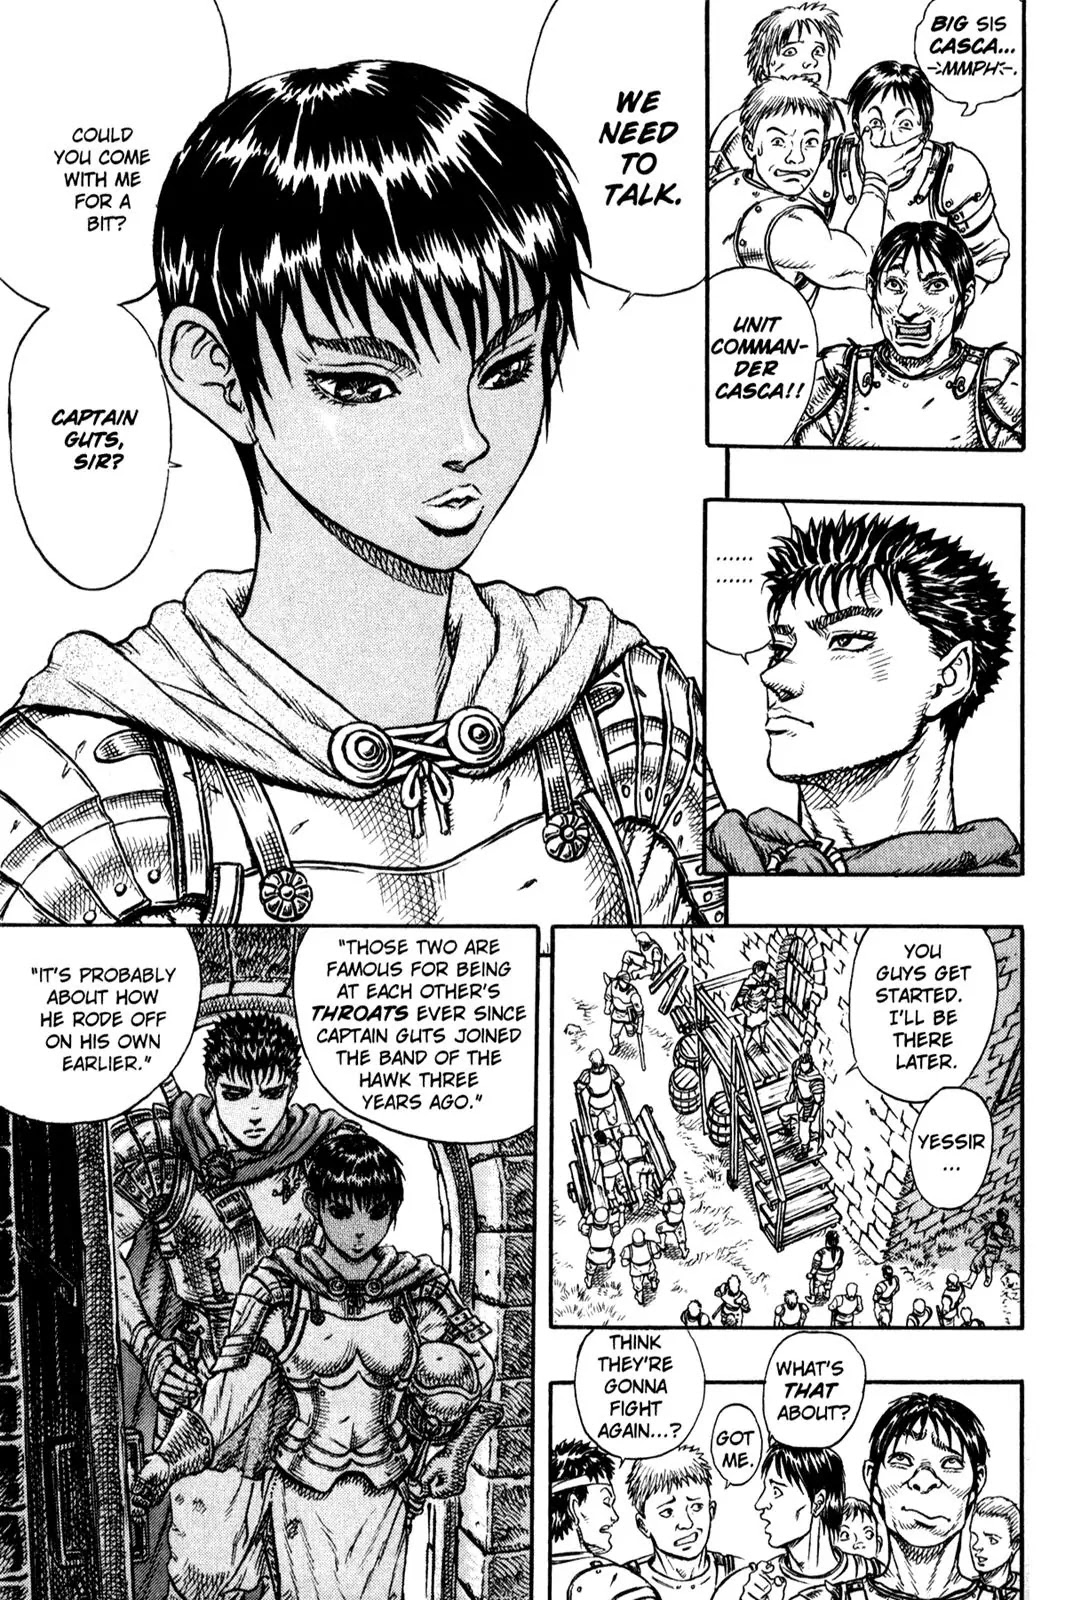 BIG SIS
CASCA...
MMPH.
UNIT
COMMAN-
DER
CASCA!!
WE
NEED
TO
TALK.
COULD
YOU COME
WITH ME
FOR A
BIT?
CAPTAIN
GUTS,
SIR?
......
......
YOU
GUYS GET
STARTED.
I'LL BE
THERE
LATER.
YESSIR
...
"THOSE TWO ARE
FAMOUS FOR BEING
AT EACH OTHER'S
THROATS EVER SINCE
CAPTAIN GUTS JOINED
THE BAND OF THE
HAWK THREE
YEARS AGO."
"IT'S PROBABLY
ABOUT HOW
HE RODE OFF
ON HIS OWN
EARLIER."
WHAT'S
THAT
ABOUT?
GOT
ME.
THINK
THEY'RE
GONNA
FIGHT
AGAIN...?